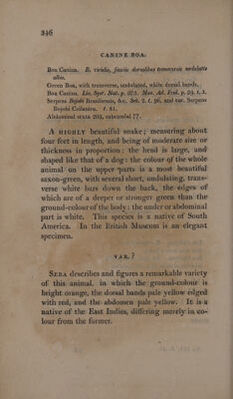 346
CANINE BOA.
Boa Canina. B. viridis, fasciis dorsalibus transversis undulatis
albis.
Green Boa, with transverse, undulated, white dorsal bands.
Boa Canina. Lin. Syst. Nat. p. 373. Mus. Ad. Frid. p. 39. t. 3.
Serpens Bojobi Brasiliensis, &c. Seb. 2. t. 96. and var. Serpens
Bojobi Ceilonica. t. 81.
Abdominal scuta 203, subcaudal 77.
A HIGHLY beautiful snake; measuring about
four feet in length, and being of moderate size or
thickness in proportion: the head is large, and
shaped like that of a dog: the colour of the whole
animal on the upper parts is a most beautiful
saxon-green, with several short, undulating, trans-
verse white bars down the back, the edges of
which are of a deeper or stronger green than the
ground-colour of the body: the under or abdominal
part is white. This species is a native of South
America. In the British Museum is an elegant
specimen.
VAR. ?
SEBA describes and figures a remarkable variety
of this animal, in which the ground-colour is
bright orange, the dorsal bands pale yellow edged
with red, and the abdomen pale yellow. It is a
native of the East Indies, differing merely in co-
lour from the former.